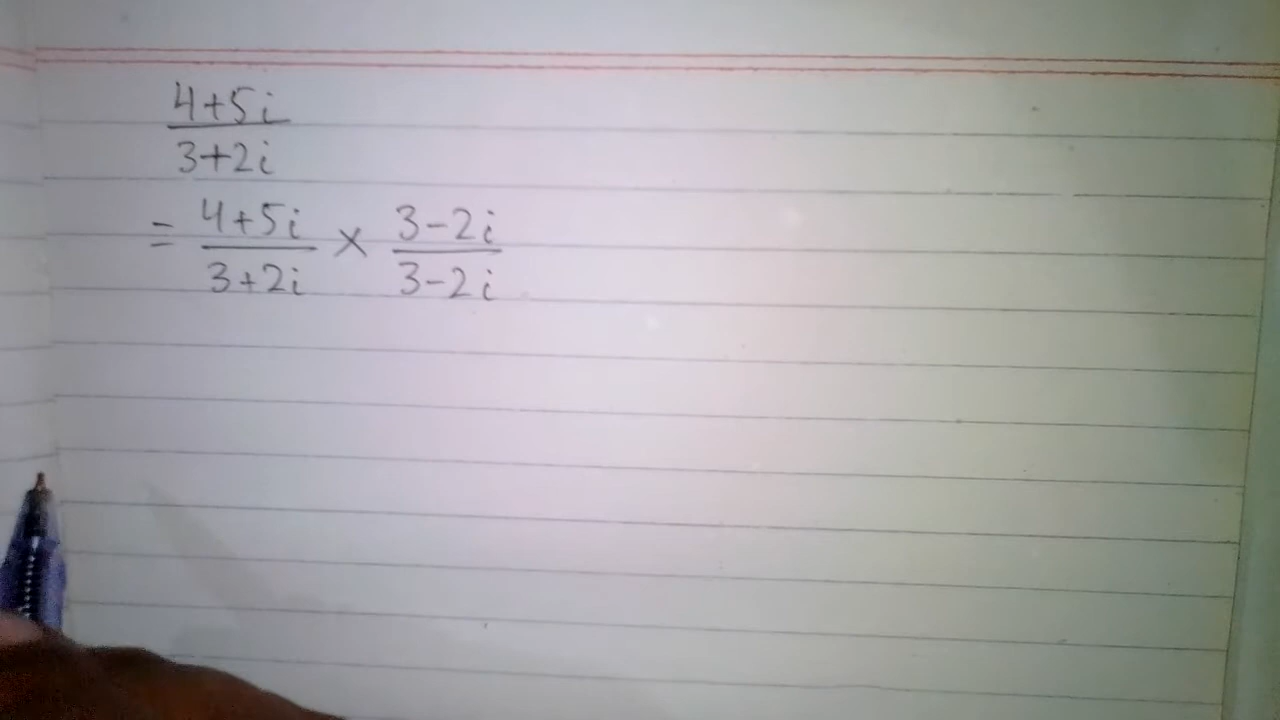 4+5i
3+2i
= 4+5i × 3-2i
3+2i 3-2i